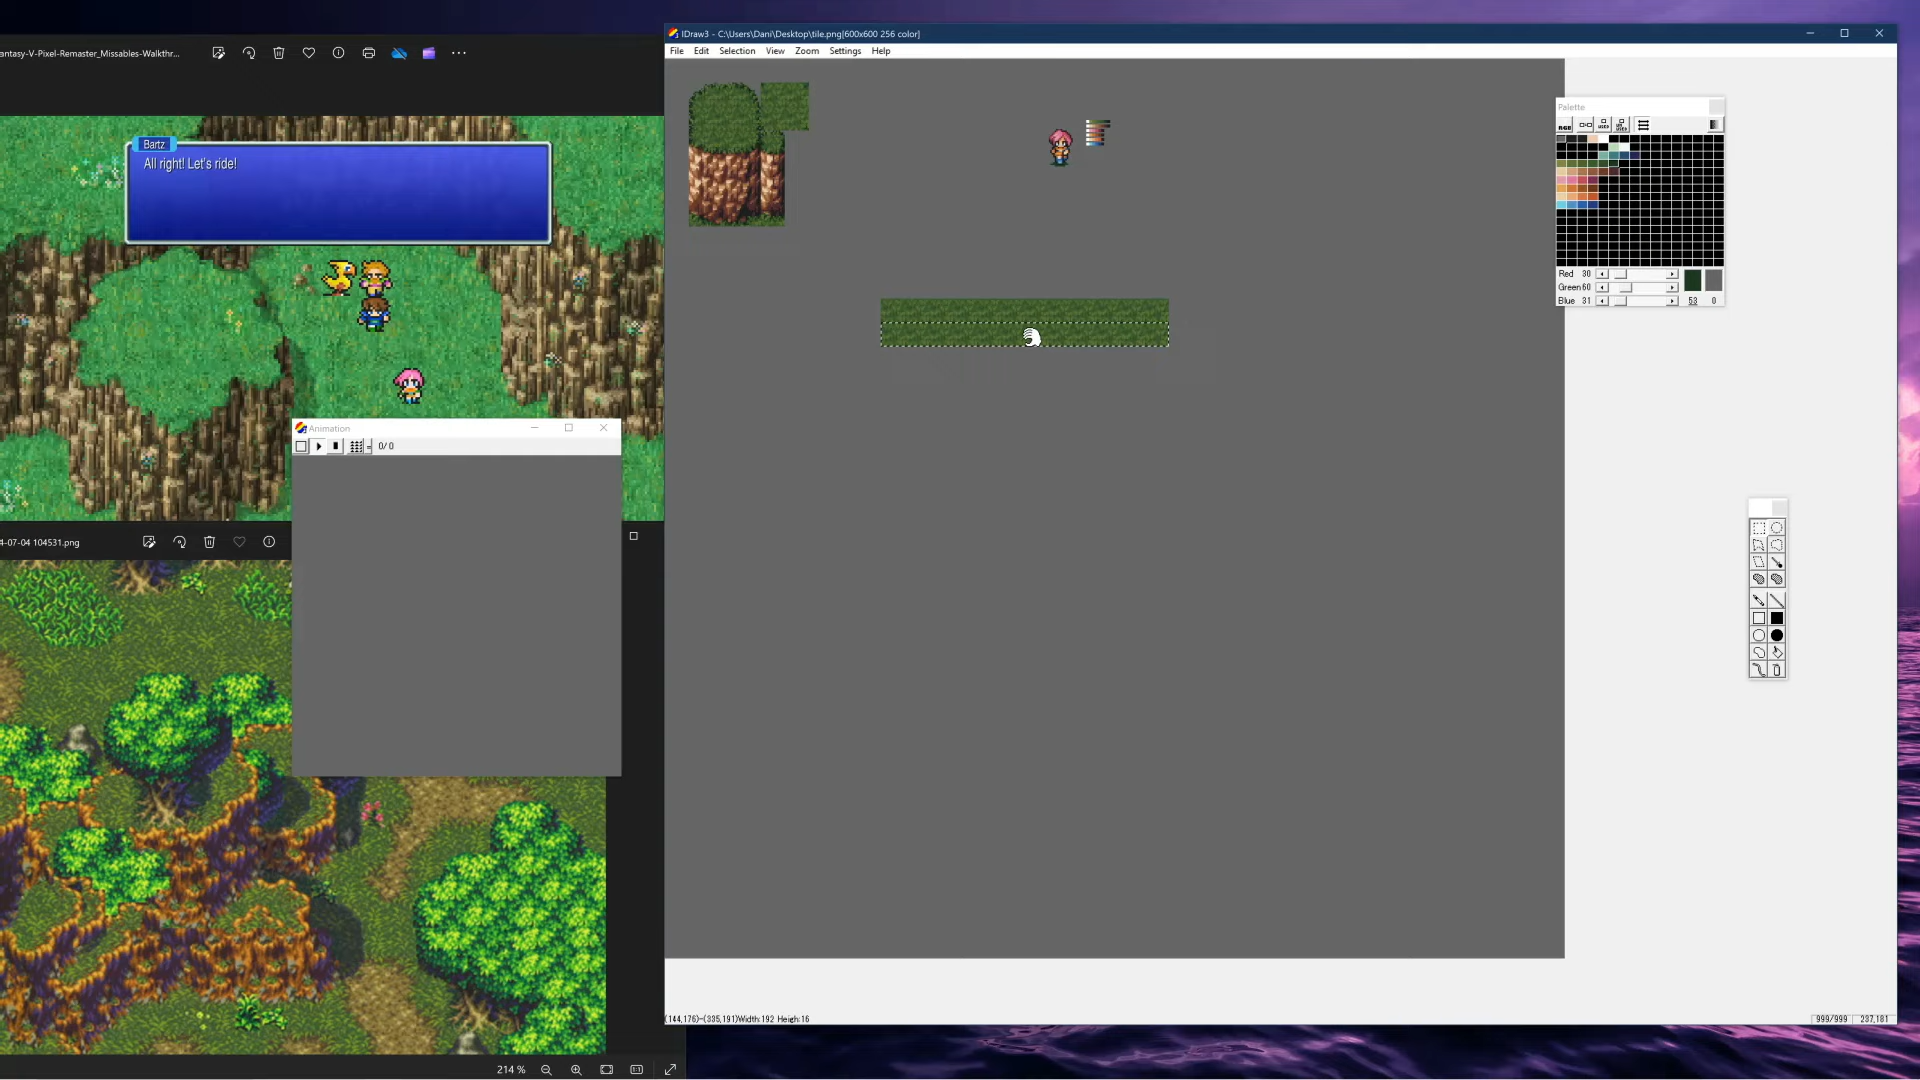 antasy-V-Pixel-Remaster_Missables-Walkthr...
Bartz
All right! Let's ride!
Animation
0/ 0
4-07-04 104531.png
214 %
IDraw3 - C:\Users\Dani\Desktop\tile.png[600x600 256 color]
File Edit Selection View Zoom Settings Help
Palette
RGB
Red 30
Green 60
Blue 31
53 0
(144,176)-(335,191)Width:192 Heigh:16
999/999 237,181